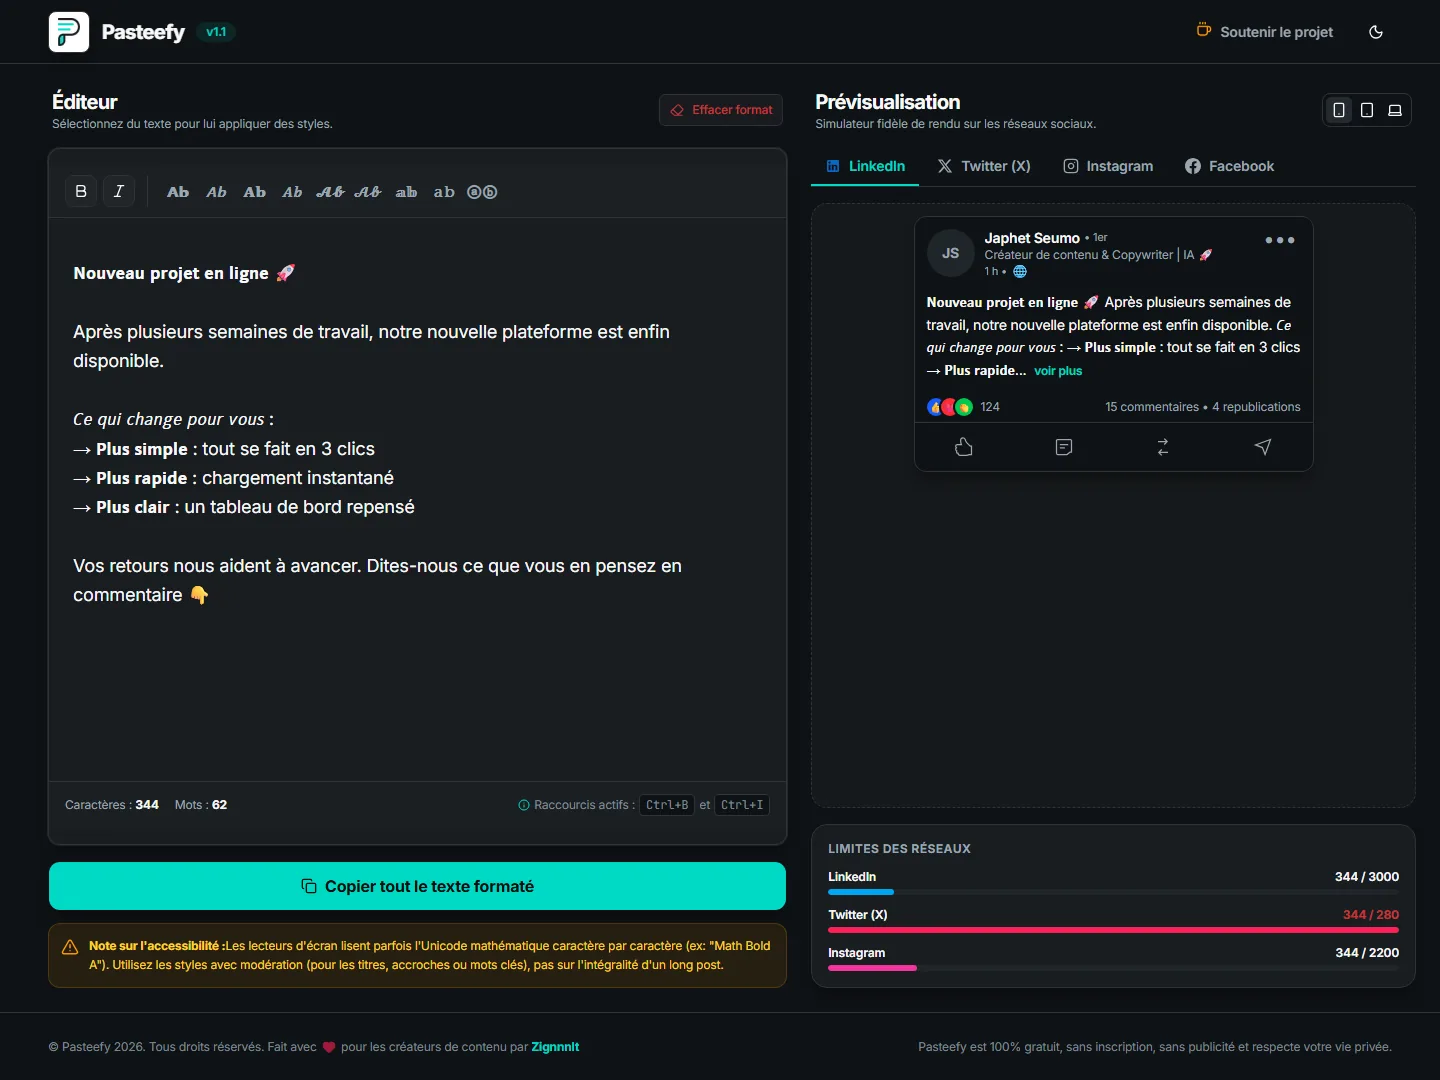 Pasteefy v1.1
Soutenir le projet
Éditeur
Sélectionnez du texte pour lui appliquer des styles.
Effacer format
B I Ab Ab Ab Ab 𝓐𝓫 𝓐𝓫 𝕒𝕓 ab ⓐⓑ
Nouveau projet en ligne 🚀
Après plusieurs semaines de travail, notre nouvelle plateforme est enfin
disponible.
Ce qui change pour vous :
→ Plus simple : tout se fait en 3 clics
→ Plus rapide : chargement instantané
→ Plus clair : un tableau de bord repensé
Vos retours nous aident à avancer. Dites-nous ce que vous en pensez en
commentaire 👇
Caractères : 344 Mots : 62
Raccourcis actifs : Ctrl+B et Ctrl+I
Copier tout le texte formaté
Note sur l'accessibilité :Les lecteurs d'écran lisent parfois l'Unicode mathématique caractère par caractère (ex: "Math Bold
A"). Utilisez les styles avec modération (pour les titres, accroches ou mots clés), pas sur l'intégralité d'un long post.
Prévisualisation
Simulateur fidèle de rendu sur les réseaux sociaux.
LinkedIn Twitter (X) Instagram Facebook
JS
Japhet Seumo • 1er
Créateur de contenu & Copywriter | IA 🚀
1 h •
Nouveau projet en ligne 🚀 Après plusieurs semaines de
travail, notre nouvelle plateforme est enfin disponible. Ce
qui change pour vous : → Plus simple : tout se fait en 3 clics
→ Plus rapide... voir plus
124
15 commentaires • 4 republications
LIMITES DES RÉSEAUX
LinkedIn 344 / 3000
Twitter (X) 344 / 280
Instagram 344 / 2200
© Pasteefy 2026. Tous droits réservés. Fait avec ❤ pour les créateurs de contenu par ZignnnIt
Pasteefy est 100% gratuit, sans inscription, sans publicité et respecte votre vie privée.